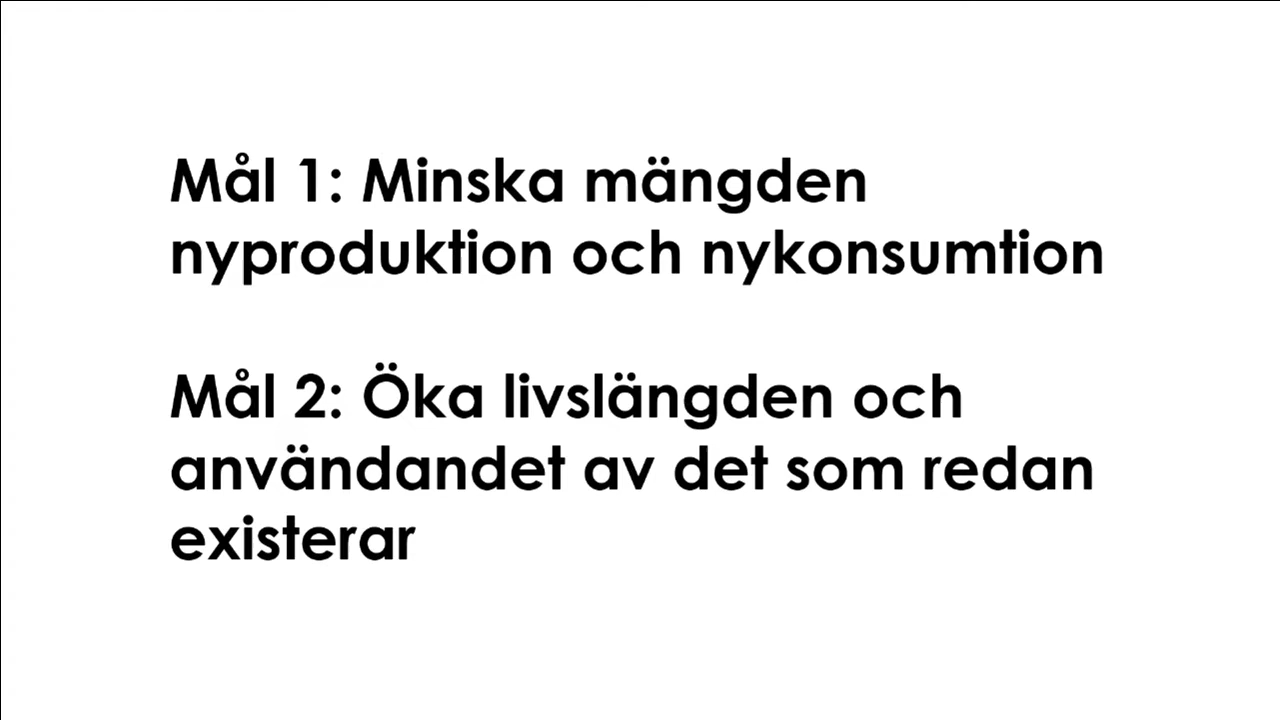 Mål 1: Minska mängden
nyproduktion och nykonsumtion
Mål 2: Öka livslängden och
användandet av det som redan
existerar